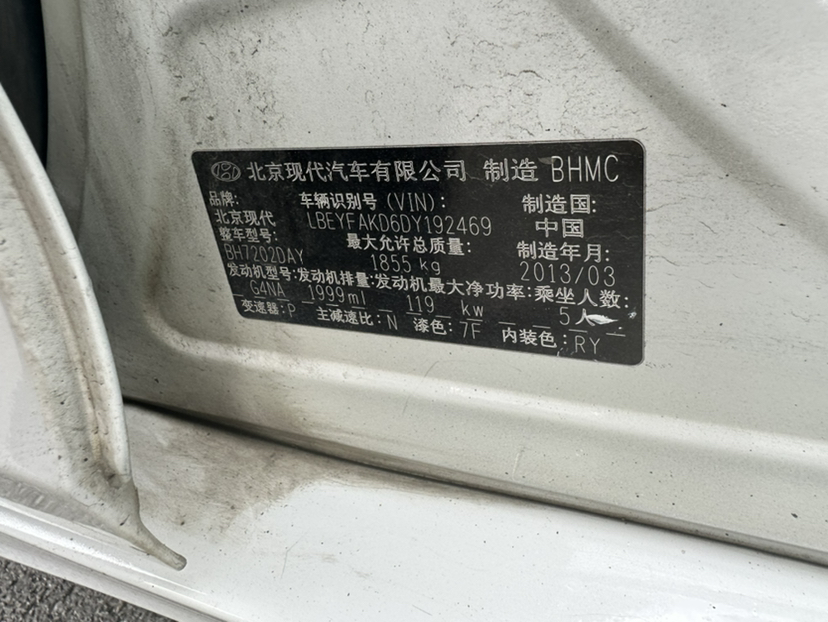 北京现代汽车有限公司 制造 BHMC
品牌: 车辆识别号(VIN): 制造国:
北京现代 LBEYFAKD6DY192469 中国
整车型号: 最大允许总质量: 制造年月:
BH7202DAY 1855 kg 2013/03
发动机型号:发动机排量:发动机最大净功率:乘坐人数:
G4NA 1999ml 119 kw 5人
变速器:P 主减速比:N 漆色:7F 内装色:RY